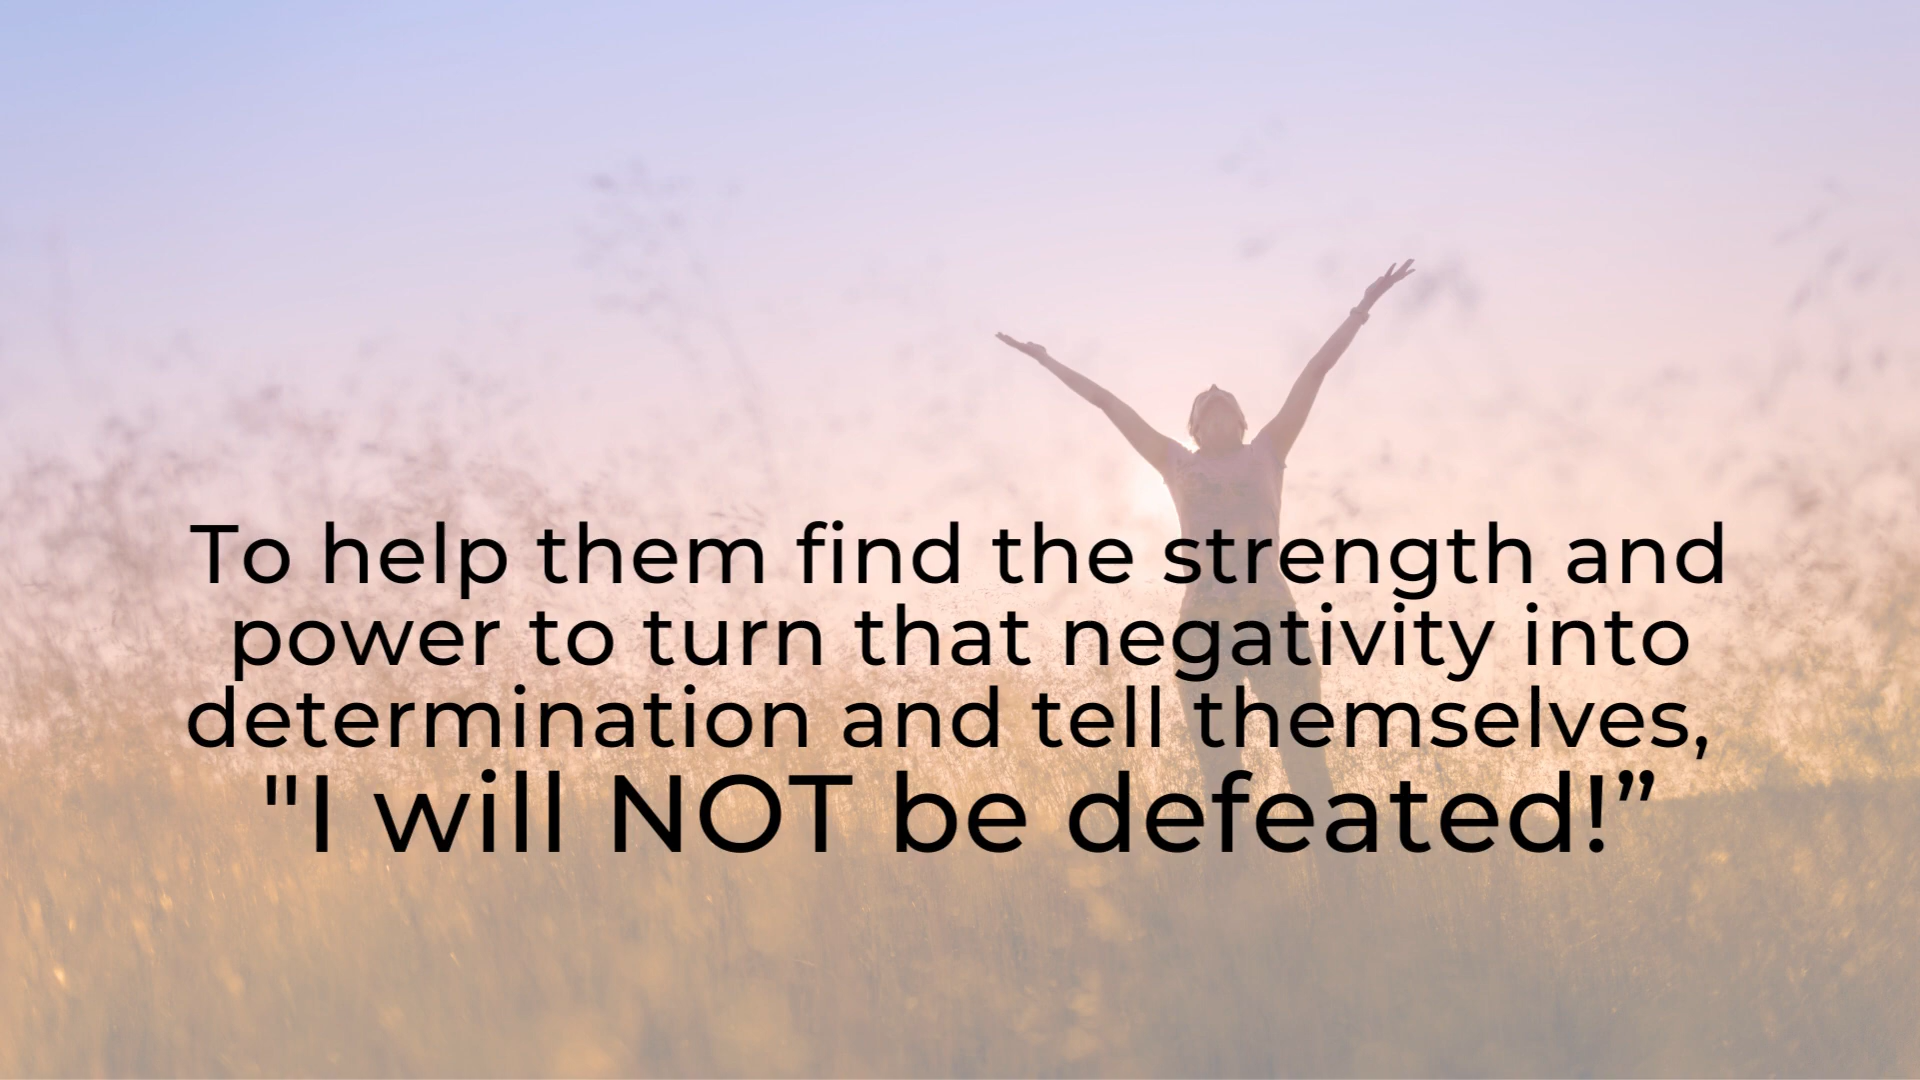 To help them find the strength and
power to turn that negativity into
determination and tell themselves,
"I will NOT be defeated!”